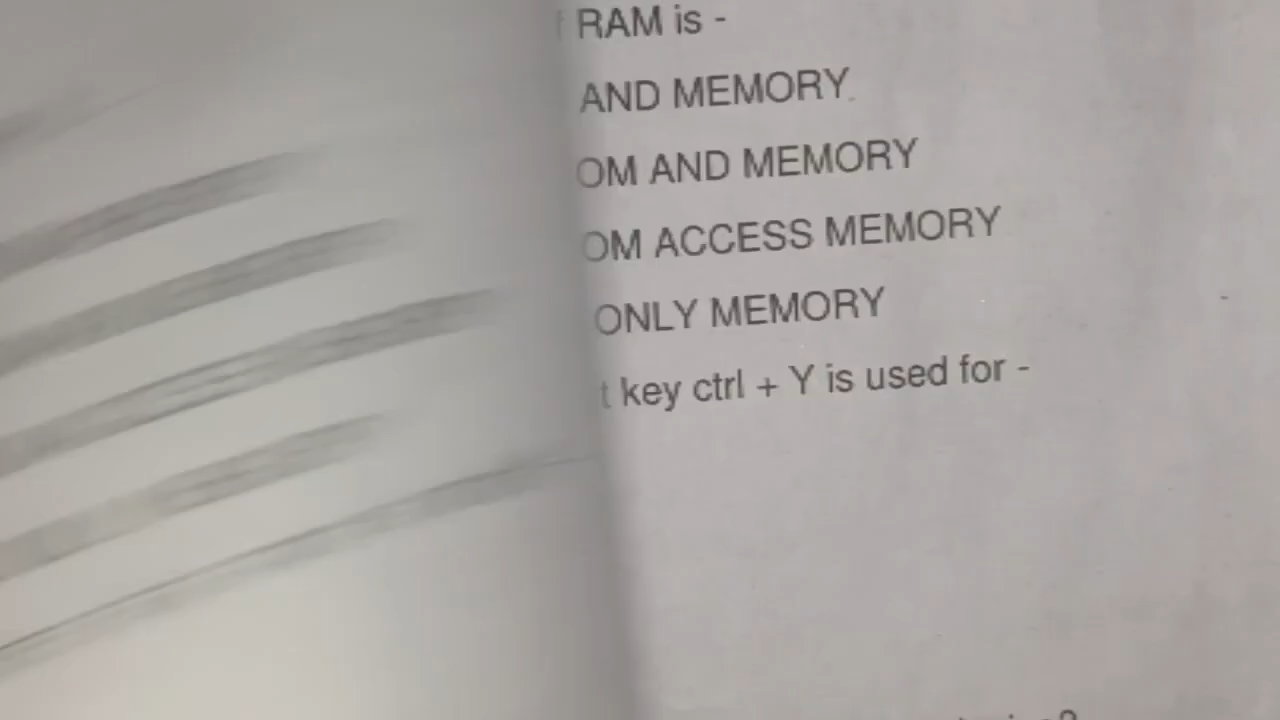 RAM is -
AND MEMORY
OM AND MEMORY
OM ACCESS MEMORY
ONLY MEMORY
t key ctrl + Y is used for -